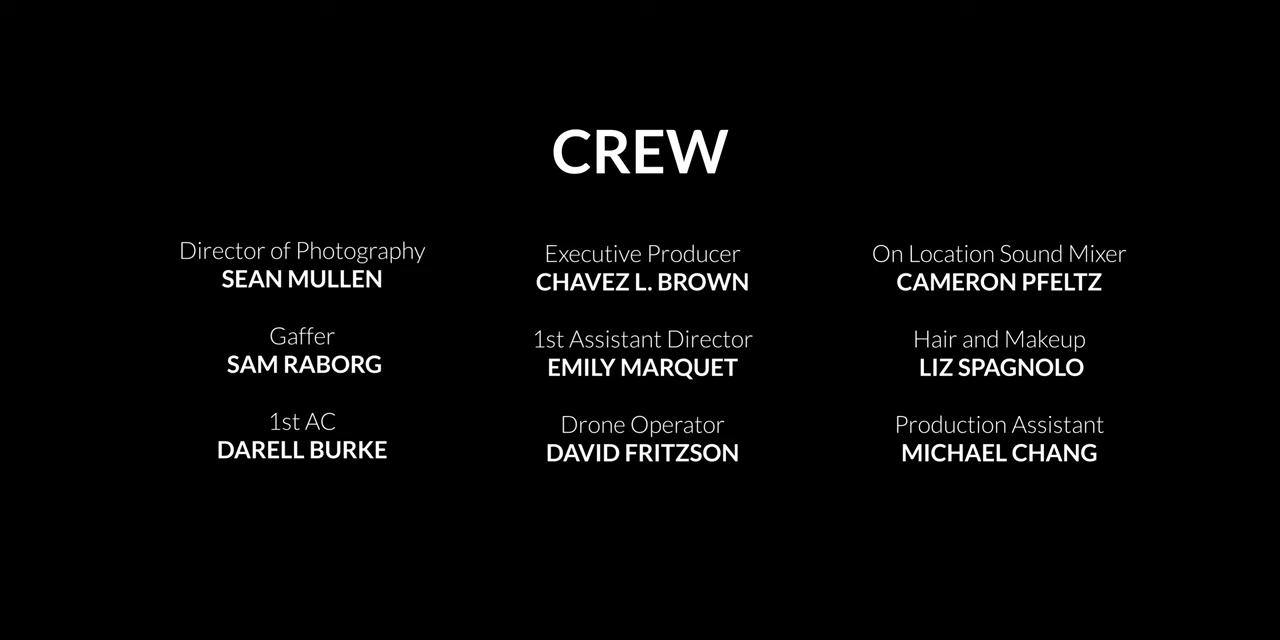 CREW
Director of Photography
SEAN MULLEN
Gaffer
SAM RABORG
1st AC
DARELL BURKE
Executive Producer
CHAVEZ L. BROWN
1st Assistant Director
EMILY MARQUET
Drone Operator
DAVID FRITZSON
On Location Sound Mixer
CAMERON PFELTZ
Hair and Makeup
LIZ SPAGNOLO
Production Assistant
MICHAEL CHANG